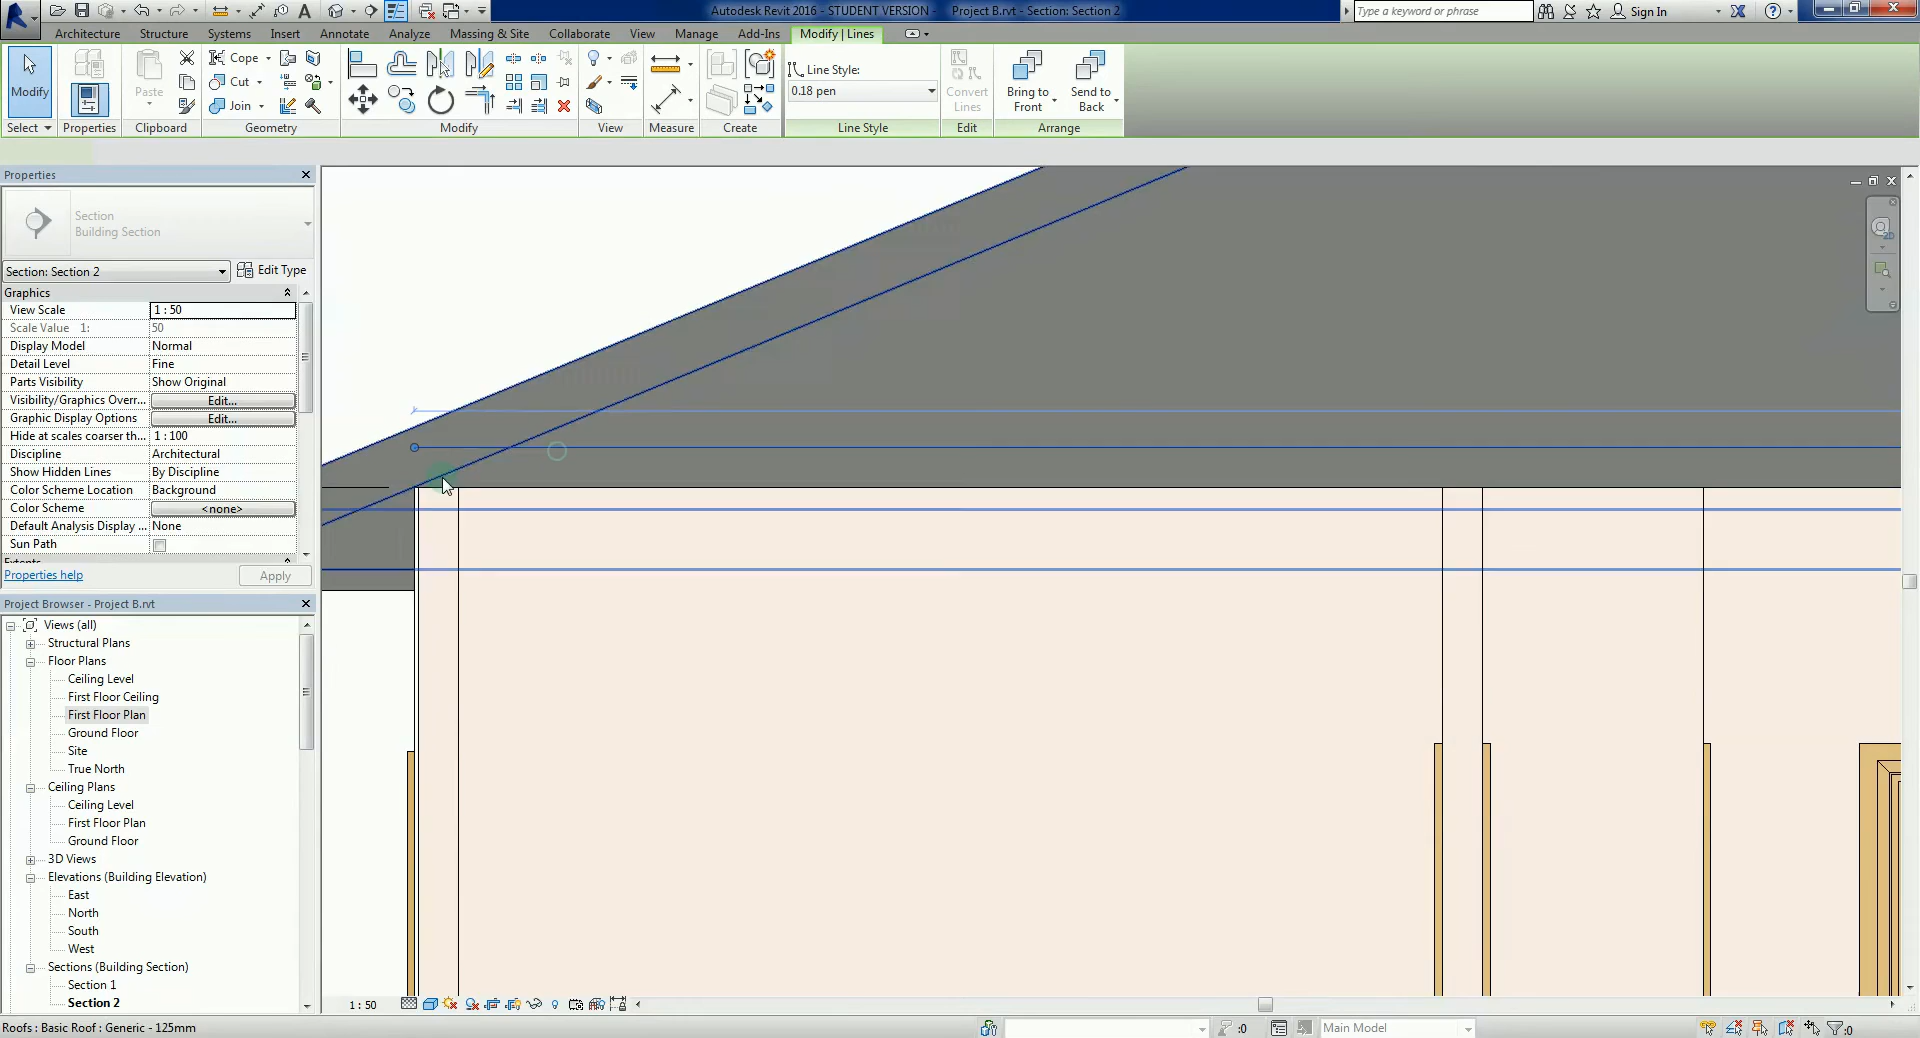 Autodesk Revit 2016 - STUDENT VERSION - Project B.rvt - Section: Section 2
Type a keyword or phrase
Sign In
Architecture Structure Systems Insert Annotate Analyze Massing & Site Collaborate View Manage Add-Ins Modify | Lines
Modify
Paste
Cope
Cut
Join
Line Style:
0.18 pen
Convert Lines
Bring to Front
Send to Back
Select Properties Clipboard Geometry Modify View Measure Create Line Style Edit Arrange
Properties
Section
Building Section
Section: Section 2
Edit Type
Graphics
View Scale 1 : 50
Scale Value 1: 50
Display Model Normal
Detail Level Fine
Parts Visibility Show Original
Visibility/Graphics Overr... Edit...
Graphic Display Options Edit...
Hide at scales coarser th... 1 : 100
Discipline Architectural
Show Hidden Lines By Discipline
Color Scheme Location Background
Color Scheme <none>
Default Analysis Display ... None
Sun Path
Extents
Properties help
Apply
Project Browser - Project B.rvt
Views (all)
Structural Plans
Floor Plans
Ceiling Level
First Floor Ceiling
First Floor Plan
Ground Floor
Site
True North
Ceiling Plans
Ceiling Level
First Floor Plan
Ground Floor
3D Views
Elevations (Building Elevation)
East
North
South
West
Sections (Building Section)
Section 1
Section 2
1 : 50
Roofs : Basic Roof : Generic - 125mm
:0
Main Model
:0